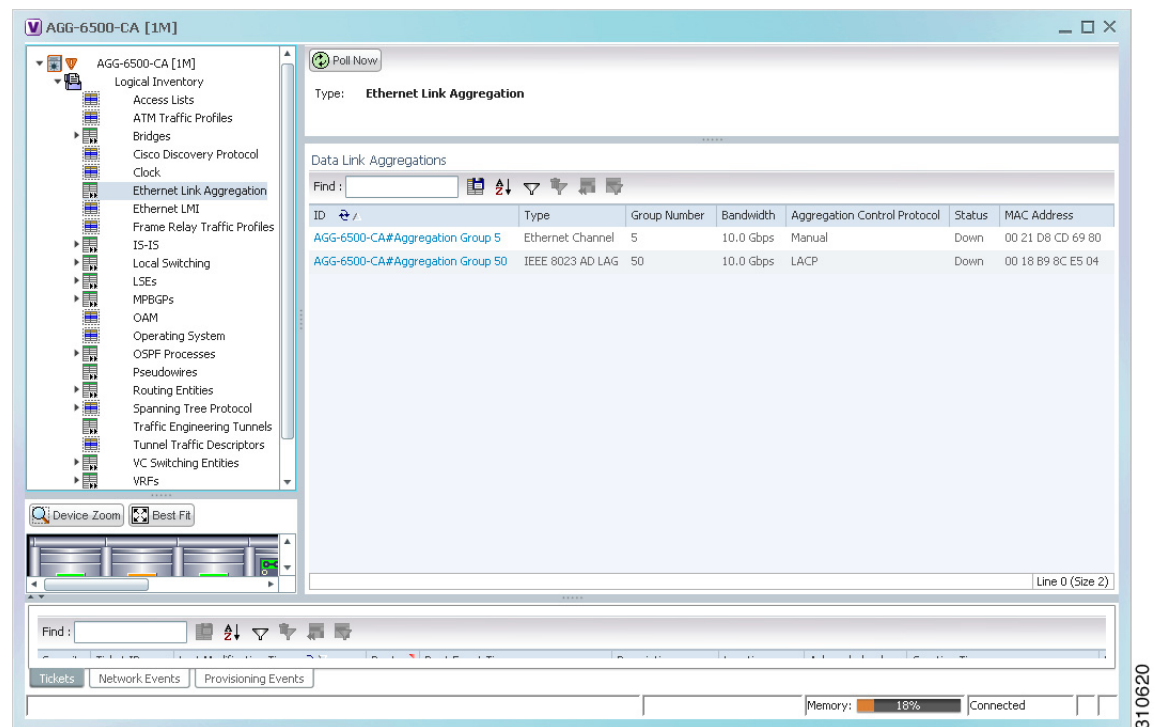 AGG-6500-CA [1M]
AGG-6500-CA [1M]
Logical Inventory
Access Lists
ATM Traffic Profiles
Bridges
Cisco Discovery Protocol
Clock
Ethernet Link Aggregation
Ethernet LMI
Frame Relay Traffic Profiles
IS-IS
Local Switching
LSEs
MPBGPs
OAM
Operating System
OSPF Processes
Pseudowires
Routing Entities
Spanning Tree Protocol
Traffic Engineering Tunnels
Tunnel Traffic Descriptors
VC Switching Entities
VRFs
Device Zoom Best Fit
Poll Now
Type: Ethernet Link Aggregation
Data Link Aggregations
Find :
ID Type Group Number Bandwidth Aggregation Control Protocol Status MAC Address
AGG-6500-CA#Aggregation Group 5 Ethernet Channel 5 10.0 Gbps Manual Down 00 21 D8 CD 69 80
AGG-6500-CA#Aggregation Group 50 IEEE 8023 AD LAG 50 10.0 Gbps LACP Down 00 18 B9 8C E5 04
Line 0 (Size 2)
Find :
Tickets Network Events Provisioning Events
Memory: 18% Connected
310620